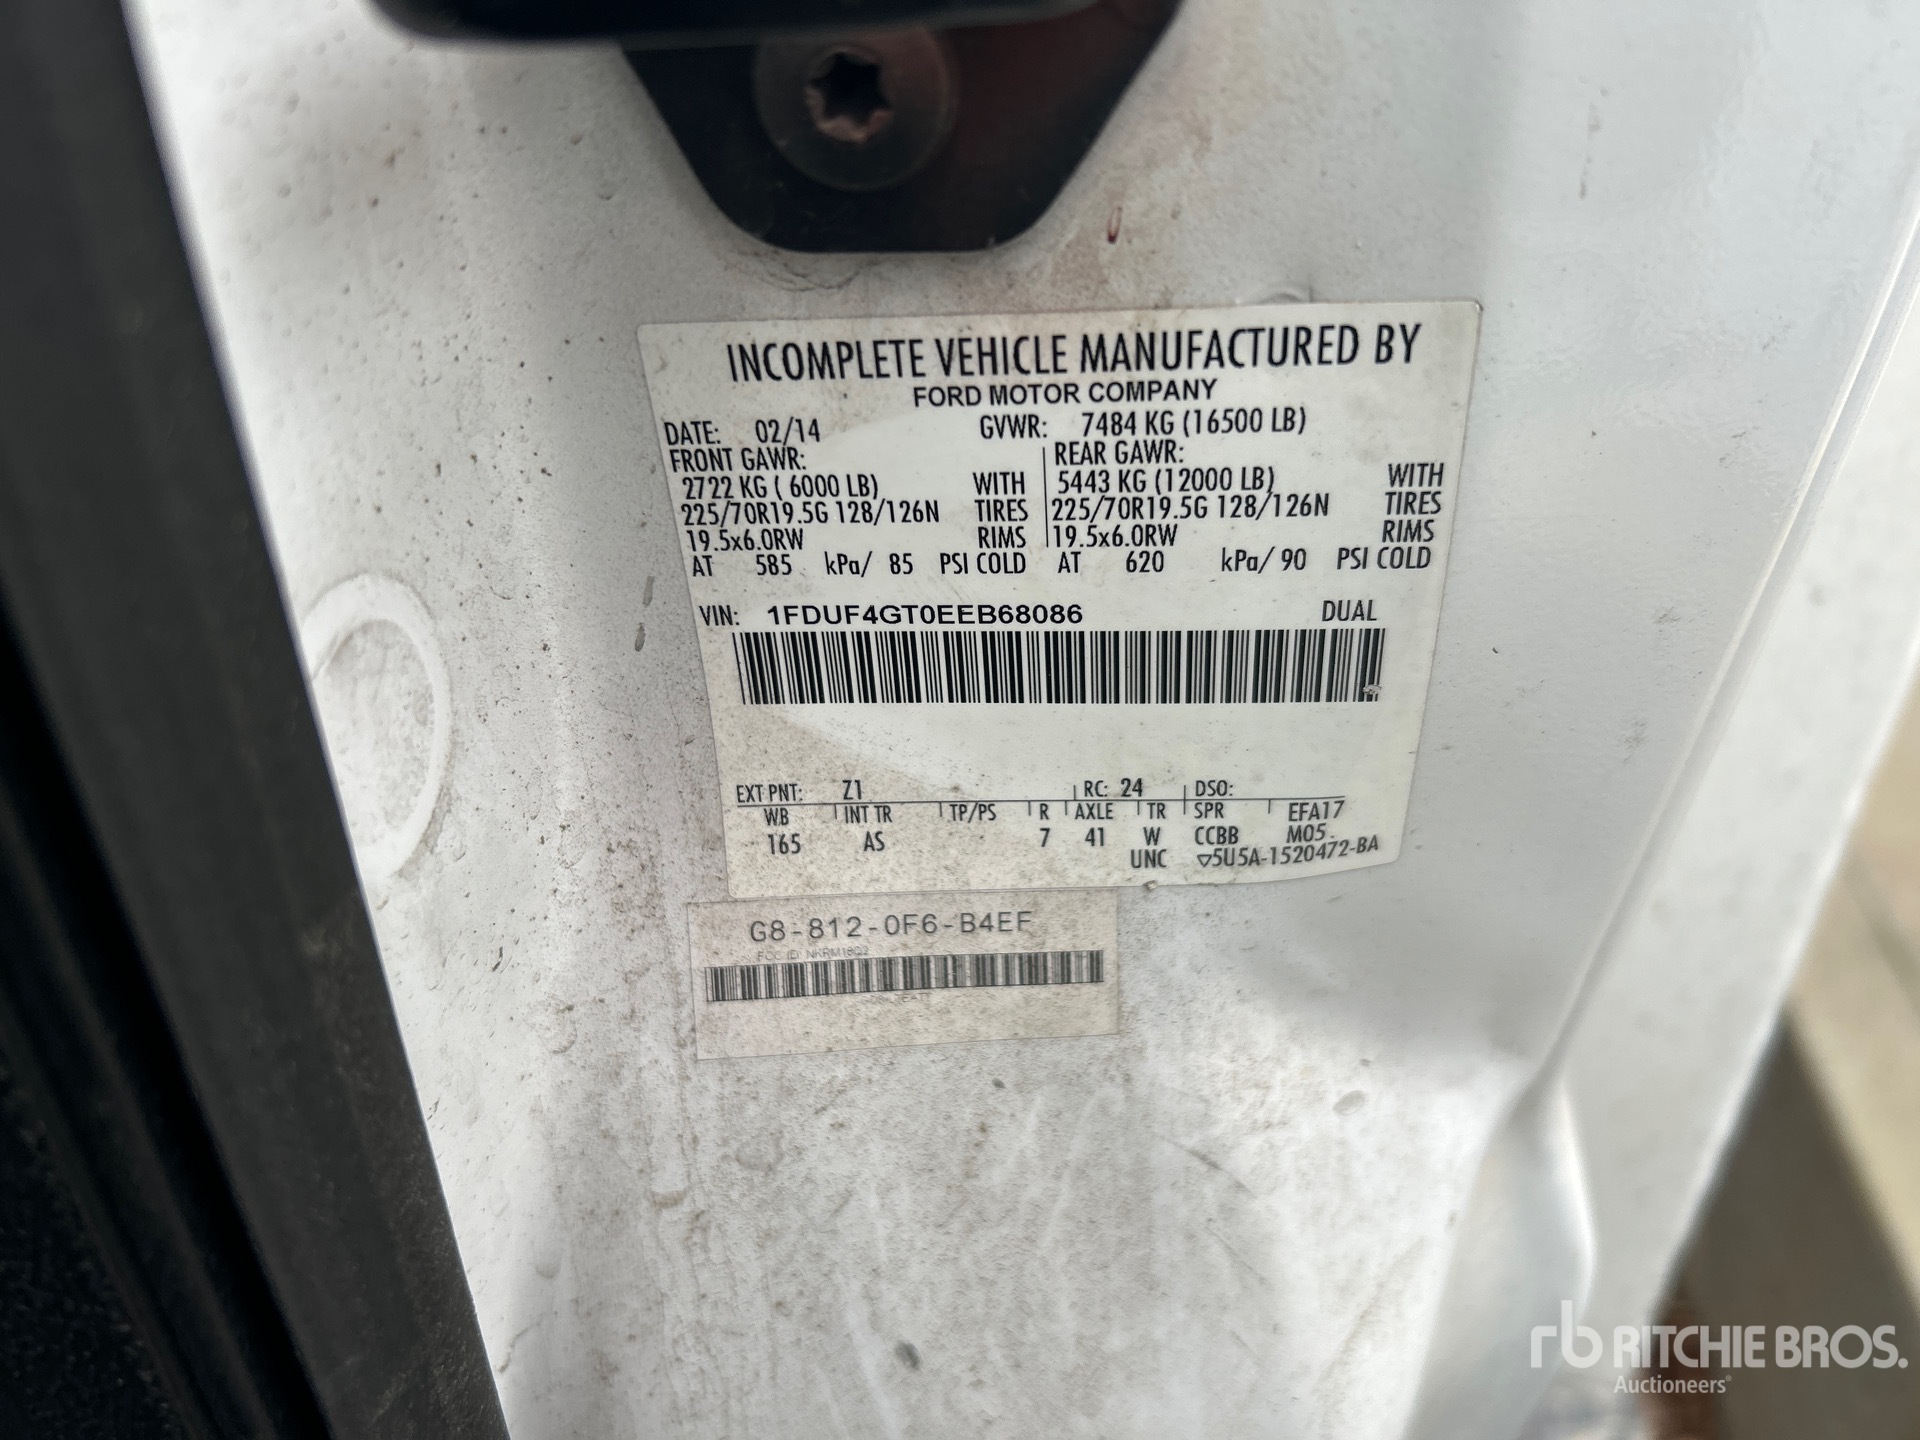 INCOMPLETE VEHICLE MANUFACTURED BY
FORD MOTOR COMPANY
DATE: 02/14 GVWR: 7484 KG (16500 LB)
FRONT GAWR: REAR GAWR:
2722 KG ( 6000 LB) WITH 5443 KG (12000 LB) WITH
225/70R19.5G 128/126N TIRES 225/70R19.5G 128/126N TIRES
19.5x6.0RW RIMS 19.5x6.0RW RIMS
AT 585 kPa/ 85 PSI COLD AT 620 kPa/ 90 PSI COLD
VIN: 1FDUF4GT0EEB68086 DUAL
EXT PNT: Z1 RC: 24 DSO:
WB INT TR TP/PS R AXLE TR SPR EFA17
165 AS 7 41 W CCBB M05
UNC ▽5U5A-1520472-BA
G8-812-0F6-B4EF
FCC ID: NKRM18G2
rb RITCHIE BROS.
Auctioneers